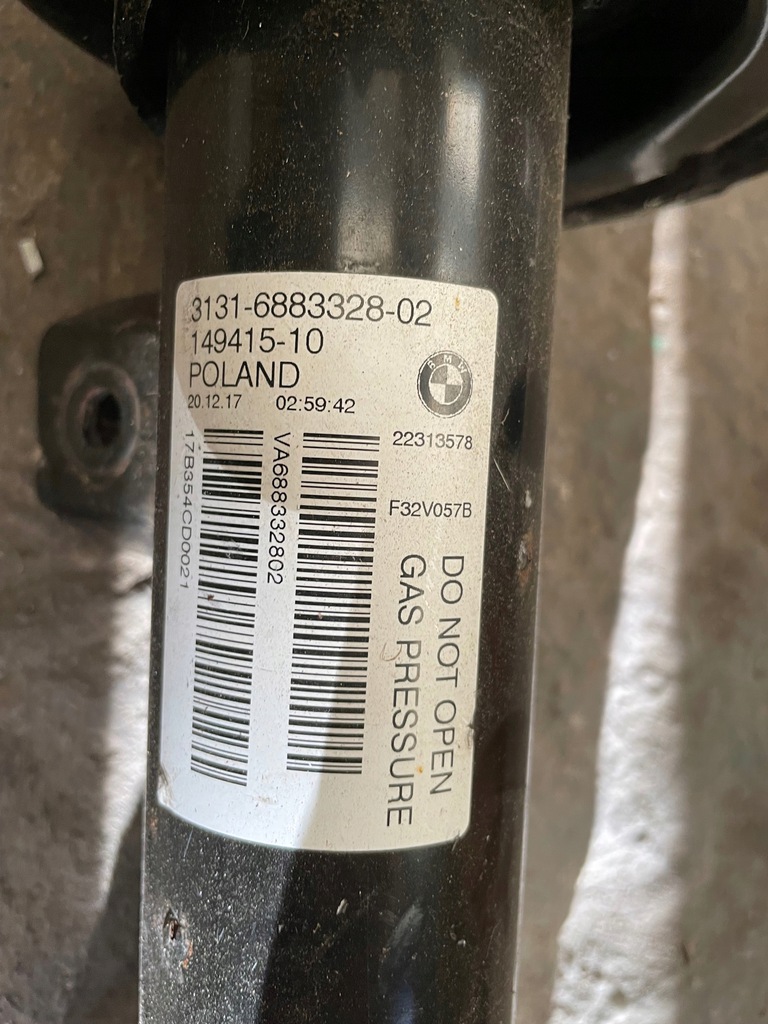 3131-6883328-02
149415-10
POLAND
20.12.17 02:59:42
BMW
22313578
F32V057B
17B354CD0021
VA688332802
DO NOT OPEN
GAS PRESSURE